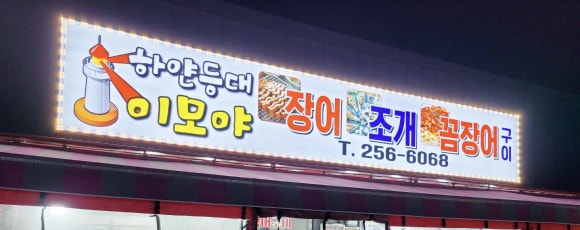 하얀등대
이모야
장어 조개 꼼장어 구이
T. 256-6068